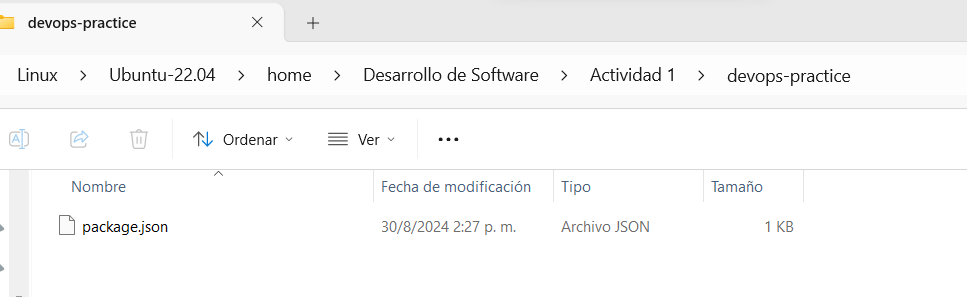 devops-practice
Linux > Ubuntu-22.04 > home > Desarrollo de Software > Actividad 1 > devops-practice
Ordenar Ver
Nombre Fecha de modificación Tipo Tamaño
package.json 30/8/2024 2:27 p. m. Archivo JSON 1 KB